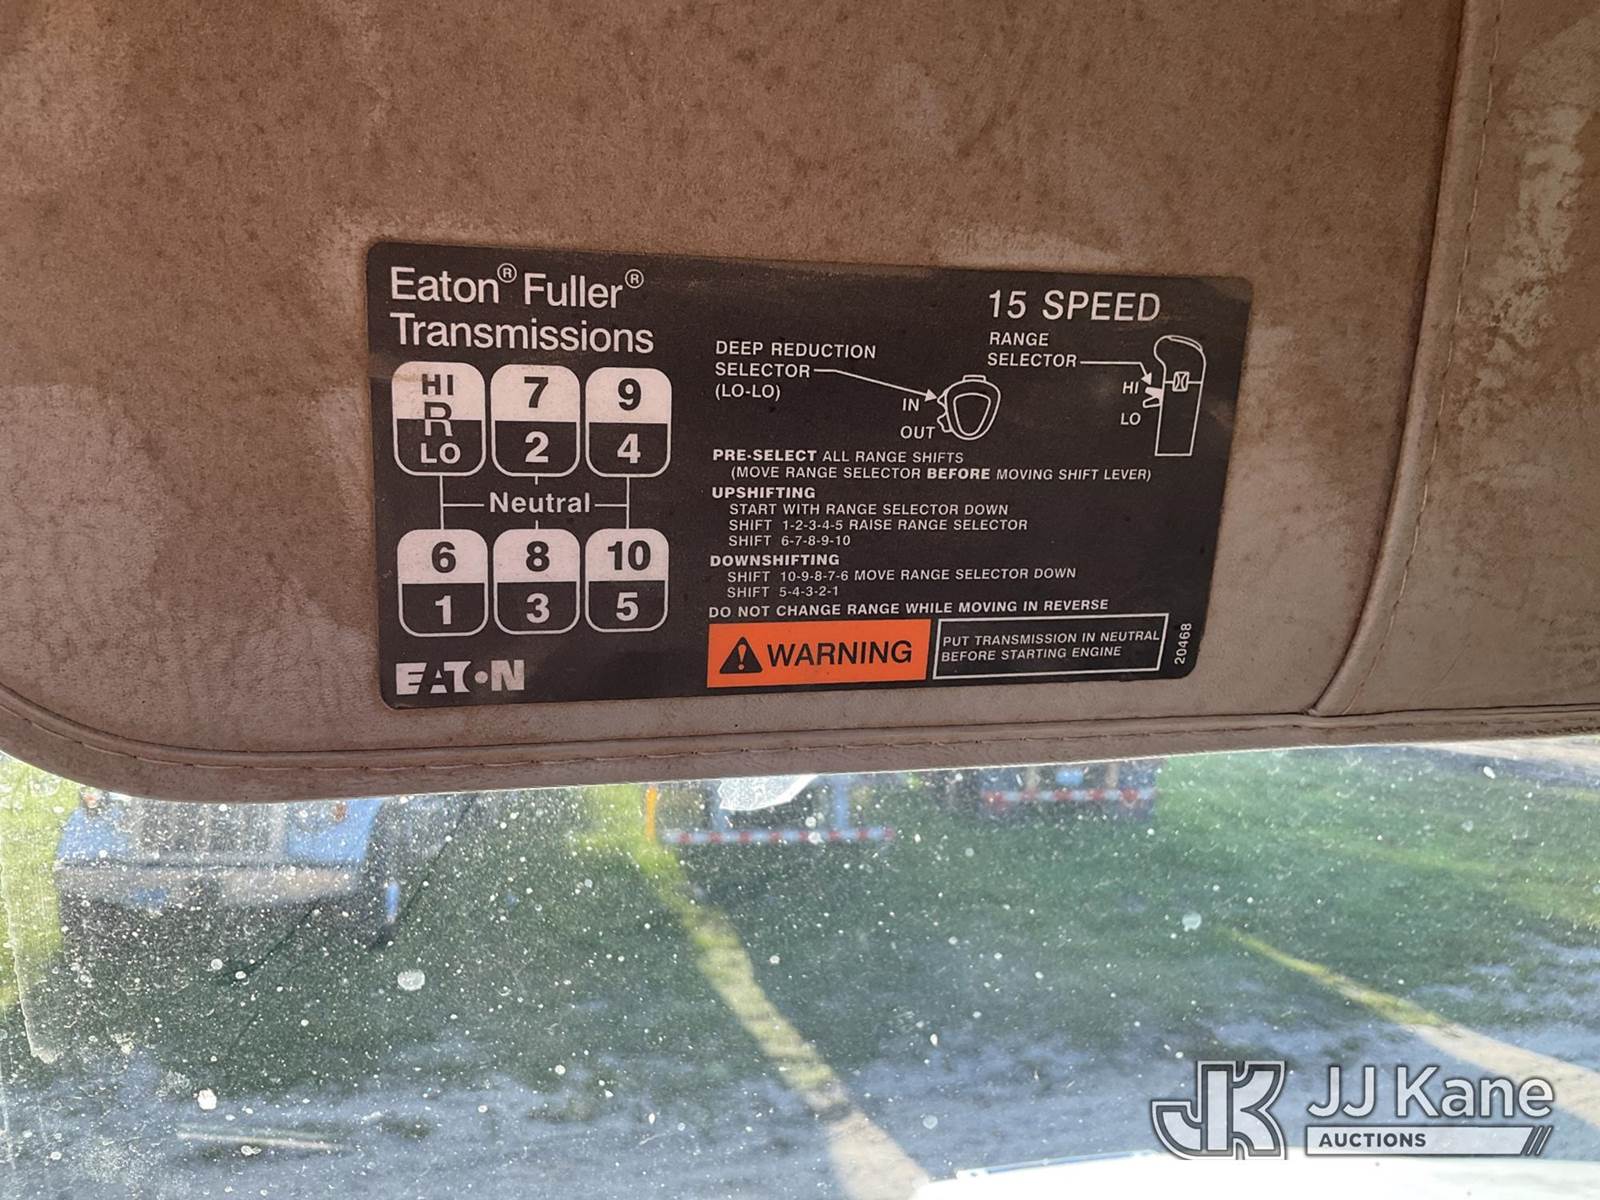 Eaton® Fuller®
Transmissions
15 SPEED
HI
R
LO
7
2
9
4
Neutral
6
1
8
3
10
5
DEEP REDUCTION
SELECTOR
(LO-LO)
IN
OUT
RANGE
SELECTOR
HI
LO
PRE-SELECT ALL RANGE SHIFTS
(MOVE RANGE SELECTOR BEFORE MOVING SHIFT LEVER)
UPSHIFTING
START WITH RANGE SELECTOR DOWN
SHIFT 1-2-3-4-5 RAISE RANGE SELECTOR
SHIFT 6-7-8-9-10
DOWNSHIFTING
SHIFT 10-9-8-7-6 MOVE RANGE SELECTOR DOWN
SHIFT 5-4-3-2-1
DO NOT CHANGE RANGE WHILE MOVING IN REVERSE
WARNING
PUT TRANSMISSION IN NEUTRAL
BEFORE STARTING ENGINE
20468
EATON
JK JJ Kane
AUCTIONS